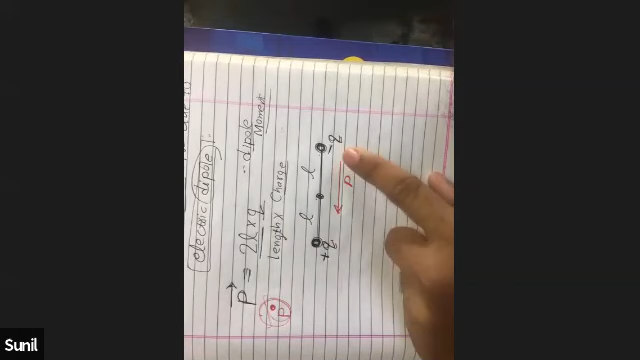 electric (dipole) :
P = 2l × q
∴ dipole
Moment
length × Charge
P
+q l l -q
P
Sunil